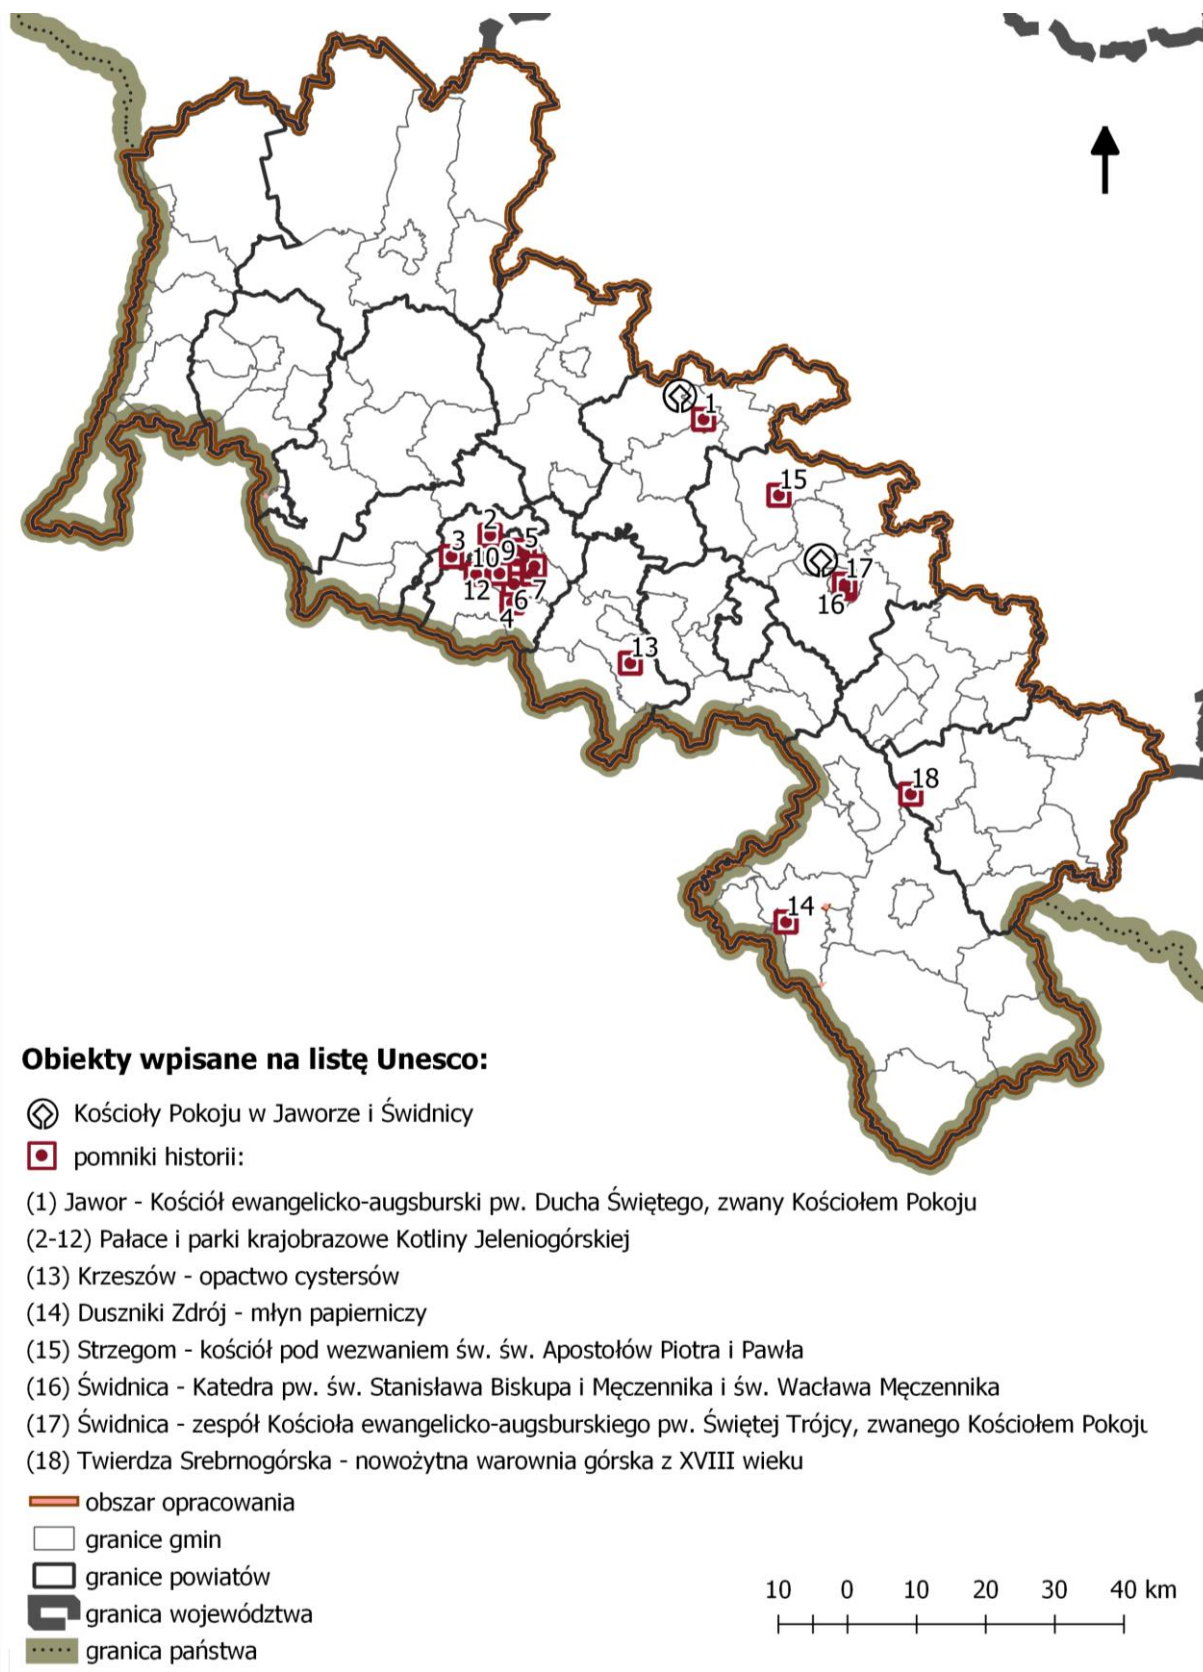 1
15
2
3
5
9
10
17
7
12
6
16
4
13
18
14
Obiekty wpisane na listę Unesco:
Kościoły Pokoju w Jaworze i Świdnicy
pomniki historii:
(1) Jawor - Kościół ewangelicko-augsburski pw. Ducha Świętego, zwany Kościołem Pokoju
(2-12) Pałace i parki krajobrazowe Kotliny Jeleniogórskiej
(13) Krzeszów - opactwo cystersów
(14) Duszniki Zdrój - młyn papierniczy
(15) Strzegom - kościół pod wezwaniem św. św. Apostołów Piotra i Pawła
(16) Świdnica - Katedra pw. św. Stanisława Biskupa i Męczennika i św. Wacława Męczennika
(17) Świdnica - zespół Kościoła ewangelicko-augsburskiego pw. Świętej Trójcy, zwanego Kościołem Pokoju
(18) Twierdza Srebrnogórska - nowożytna warownia górska z XVIII wieku
obszar opracowania
granice gmin
granice powiatów
granica województwa
granica państwa
10 0 10 20 30 40 km